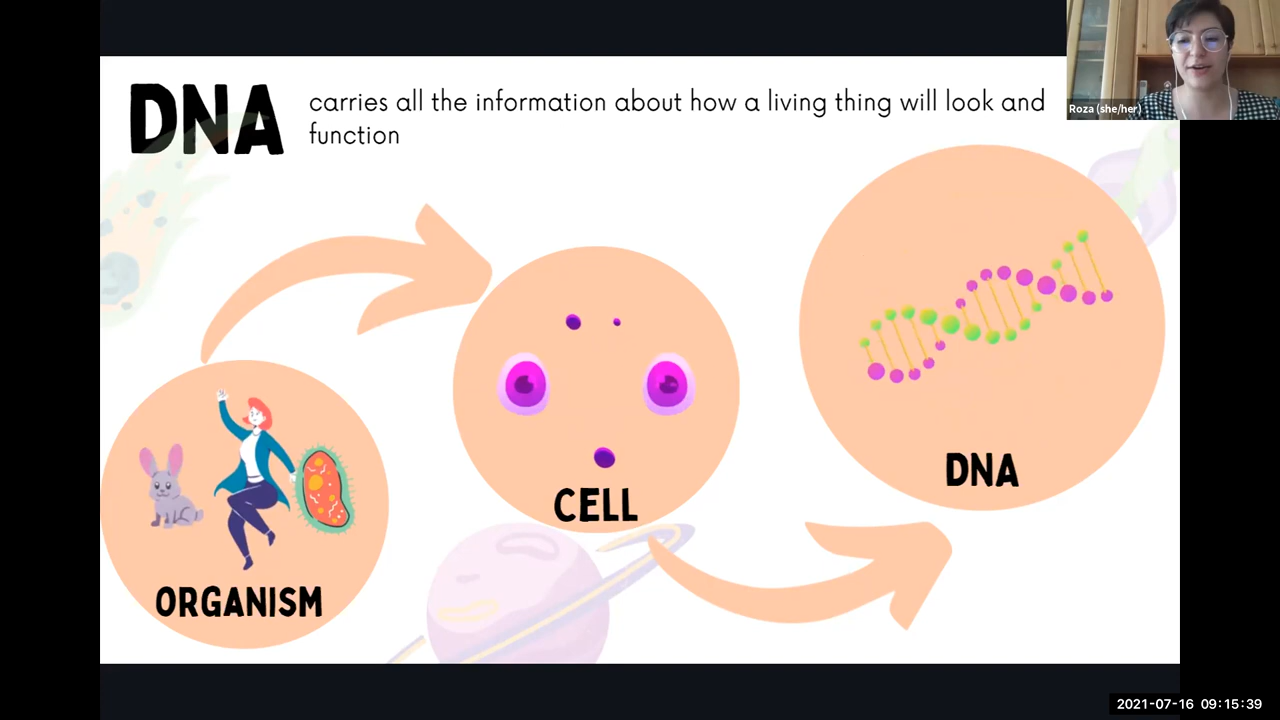 DNA
carries all the information about how a living thing will look and
function
Roza (she/her)
CELL
DNA
ORGANISM
2021-07-16 09:15:39